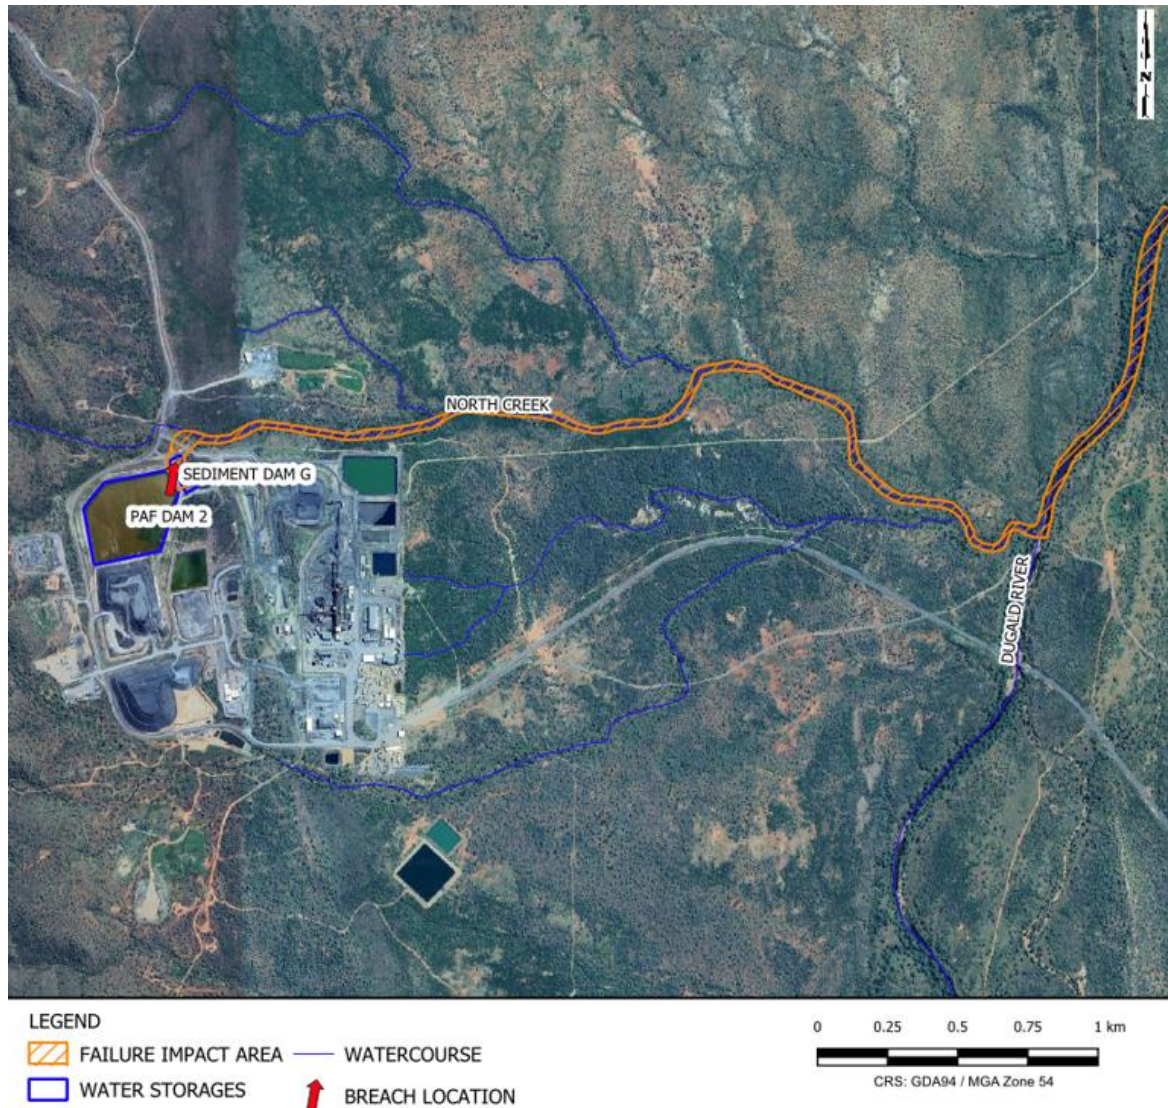 N
NORTH CREEK
SEDIMENT DAM G
PAF DAM 2
DUGALD RIVER
LEGEND
FAILURE IMPACT AREA
WATERCOURSE
WATER STORAGES
BREACH LOCATION
0 0.25 0.5 0.75 1 km
CRS: GDA94 / MGA Zone 54